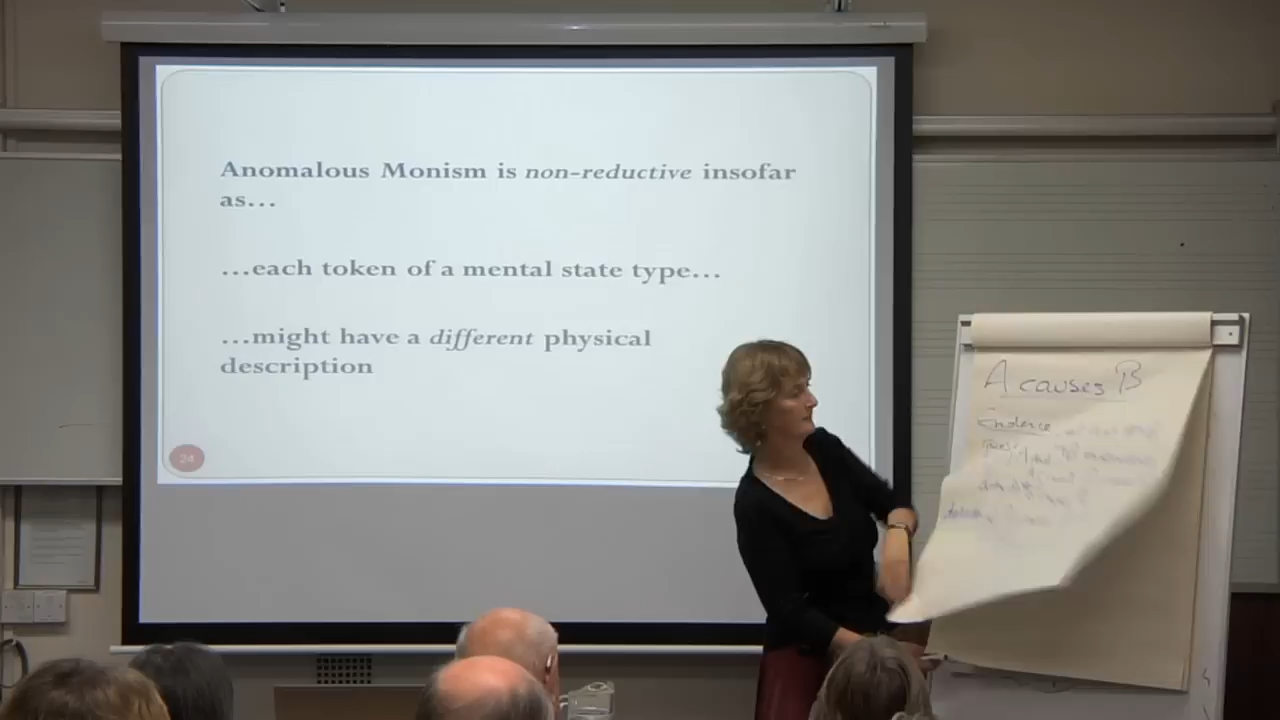 Anomalous Monism is non-reductive insofar
as…
…each token of a mental state type…
…might have a different physical
description
24
A causes B
Evidence